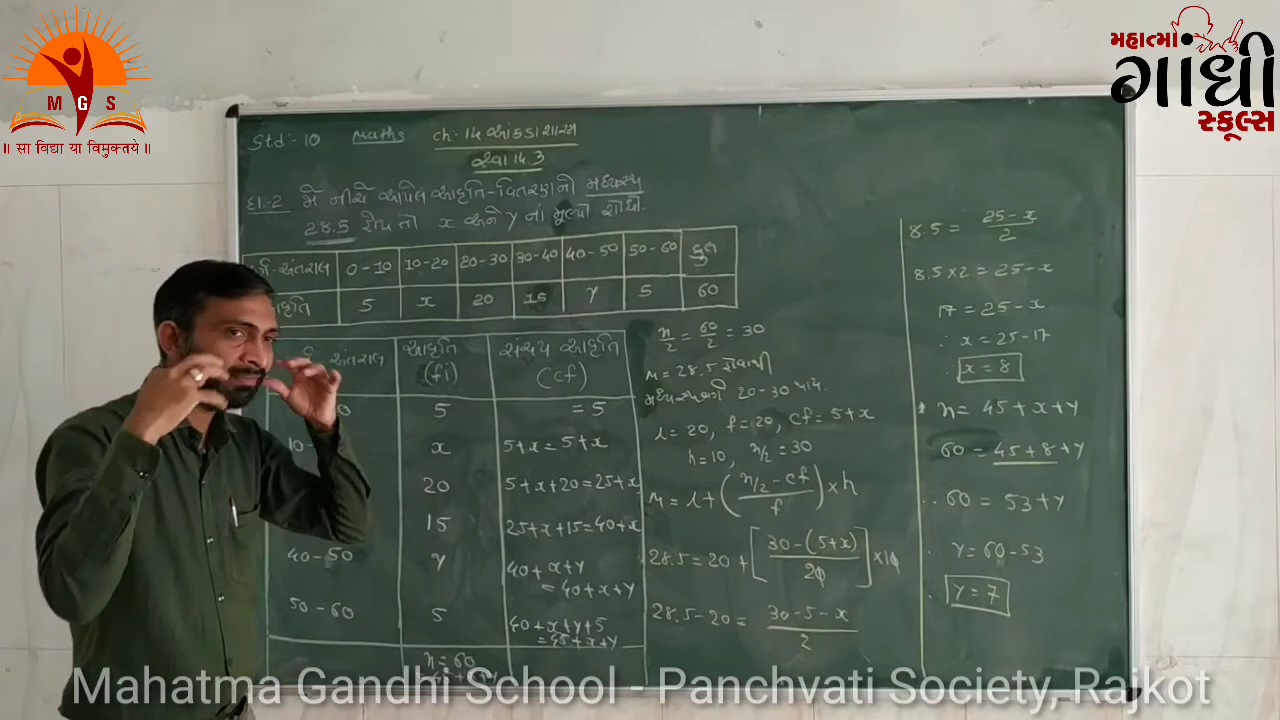 M G S
॥ सा विद्या या विमुक्तये ॥
મહાત્મા
ગાંધી
સ્કૂલ્સ
Std:- 10 Maths ch-14 આંકડાશાસ્ત્ર
સ્વા 14.3
દા.-2 જો નીચે આપેલ આવૃત્તિ-વિતરણનો મધ્યસ્થ
28.5 હોય તો x અને y નાં મૂલ્યો શોધો.
અંતરાલ 0-10 10-20 20-30 30-40 40-50 50-60 કુલ
5 x 20 15 y 5 60
અંતરાલ આવૃત્તિ (fi) સંચયી આવૃત્તિ (cf)
0 5 = 5
10- x 5+x = 5+x
20 5+x+20 = 25+x
15 25+x+15 = 40+x
40-50 y 40+x+y
= 40+x+y
50-60 5 40+x+y+5
= 45+x+y
n = 60
n/2 = 60/2 = 30
M = 28.5 હોવાથી
20-30 થાય.
l = 20, f = 20, cf = 5+x
h = 10, n/2 = 30
M = l + (n/2 - cf / f) × h
28.5 = 20 + [30-(5+x) / 20] × 10
28.5 - 20 = 30-5-x / 2
8.5 = 25-x / 2
8.5 × 2 = 25-x
17 = 25-x
∴ x = 25-17
x = 8
n = 45+x+y
60 = 45+8+y
∴ 60 = 53+y
∴ y = 60-53
∴ y = 7
Mahatma Gandhi School - Panchvati Society, Rajkot